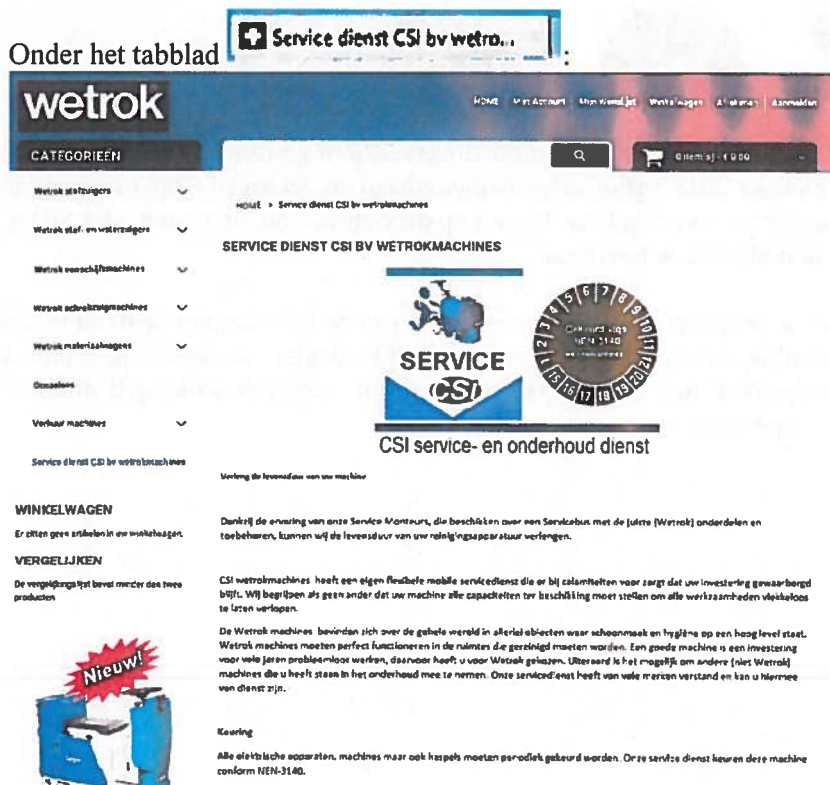 Onder het tabblad Service dienst CSI bv wetro... :
wetrok
HOME Mijn Account Mijn Wenslijst Winkelwagen Afrekenen Aanmelden
CATEGORIEËN
0 item(s) - € 0,00
Wetrok stofzuigers
HOME > Service dienst CSI bv wetrokmachines
Wetrok stof- en waterzuigers
SERVICE DIENST CSI BV WETROKMACHINES
Wetrok eenschijfsmachines
Wetrok schrobzuigmachines
Wetrok materiaalwagens
Occasions
Verhuur machines
Service dienst CSI bv wetrokmachines
SERVICE
CSI
Gekeurd volgens
NEN 3140
1 2 3 4 5 6 7 8 9 10 11 12
15 16 17 18 19 20 21
CSI service- en onderhoud dienst
Verleng de levensduur van uw machine
WINKELWAGEN
Er zitten geen artikelen in uw winkelwagen.
VERGELIJKEN
De vergelijkingslijst bevat minder dan twee
producten
Nieuw!
Dankzij de ervaring van onze Service Monteurs, die beschikken over een Servicebus met de juiste (Wetrok) onderdelen en
toebehoren, kunnen wij de levensduur van uw reinigingsapparatuur verlengen.
CSI wetrokmachines heeft een eigen flexibele mobile servicedienst die er bij calamiteiten voor zorgt dat uw investering gewaarborgd
blijft. Wij begrijpen als geen ander dat uw machine alle capaciteiten ter beschikking moet stellen om alle werkzaamheden vlekkeloos
te laten verlopen.
De Wetrok machines bevinden zich over de gehele wereld in allerlei objecten waar schoonmaak en hygiëne op een hoog level staat.
Wetrok machines moeten perfect functioneren in de ruimtes die gereinigd moeten worden. Een goede machine is een investering
voor vele jaren probleemloos werken, daarvoor heeft u voor Wetrok gekozen. Uiteraard is het mogelijk om andere (niet Wetrok)
machines die u heeft staan in het onderhoud mee te nemen. Onze servicedienst heeft van vele merken verstand en kan u hiermee
van dienst zijn.
Keuring
Alle elektrische apparaten, machines maar ook haspels moeten periodiek gekeurd worden. Onze service dienst keuren deze machine
conform NEN-3140.